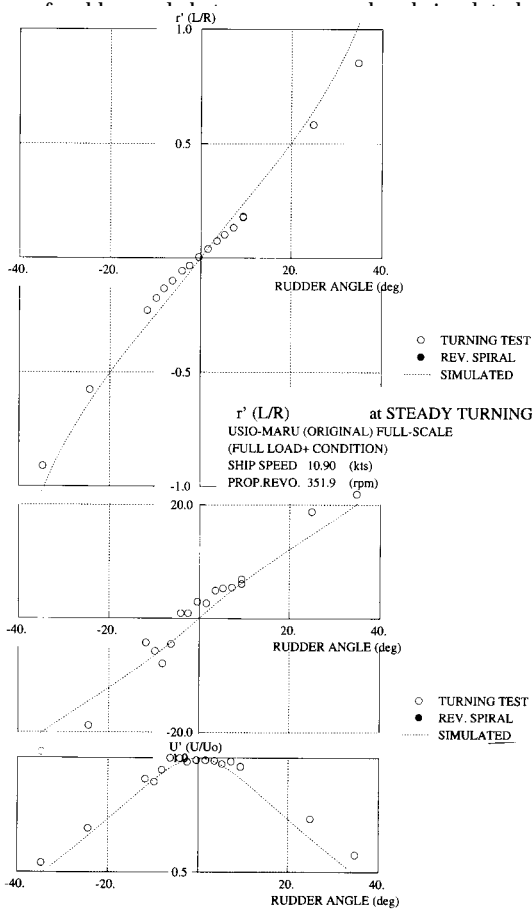 r' (L/R)
1.0
0.5
-40. -20. 20. 40.
RUDDER ANGLE (deg)
TURNING TEST
REV. SPIRAL
-0.5
SIMULATED
r' (L/R) at STEADY TURNING
USIO-MARU (ORIGINAL) FULL-SCALE
(FULL LOAD+ CONDITION)
SHIP SPEED 10.90 (kts)
-1.0
PROP.REVO. 351.9 (rpm)
20.0
-40. -20. 20. 40.
RUDDER ANGLE (deg)
TURNING TEST
REV. SPIRAL
-20.0
SIMULATED
U' (U/Uo)
1.0
0.5
-40. -20. 20. 40.
RUDDER ANGLE (deg)